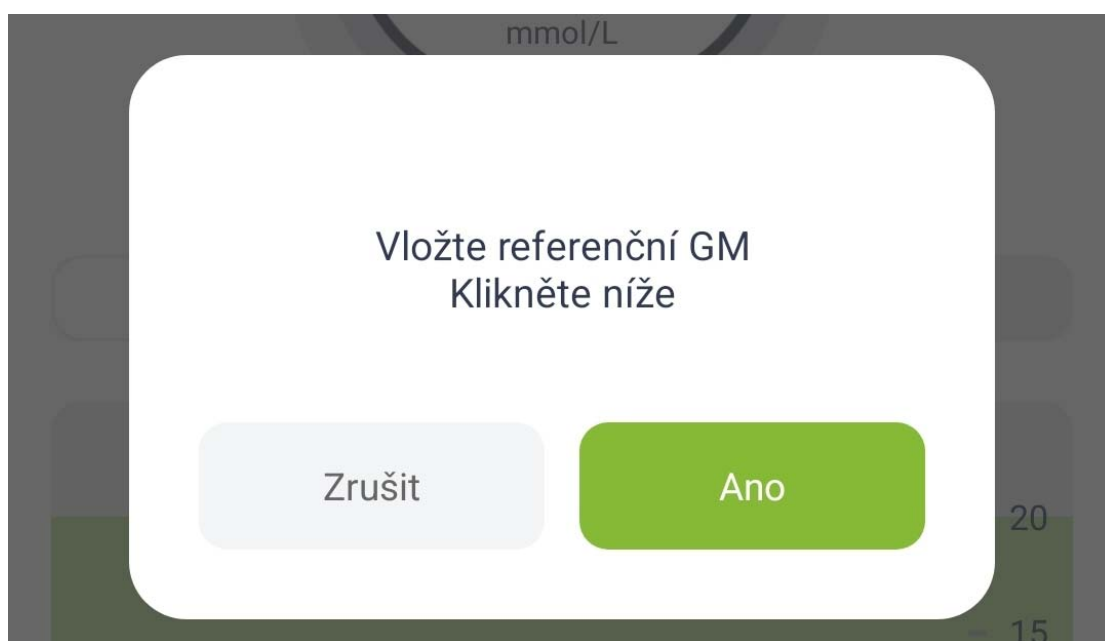 mmol/L
Vložte referenční GM
Klikněte níže
Zrušit
Ano
20
15